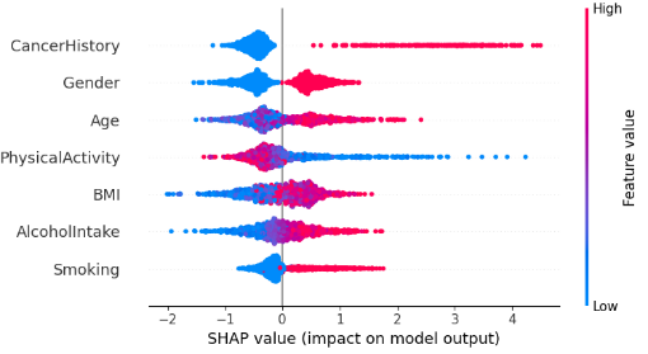 High
CancerHistory
Gender
Age
PhysicalActivity
BMI
AlcoholIntake
Smoking
Feature value
Low
−2 −1 0 1 2 3 4
SHAP value (impact on model output)